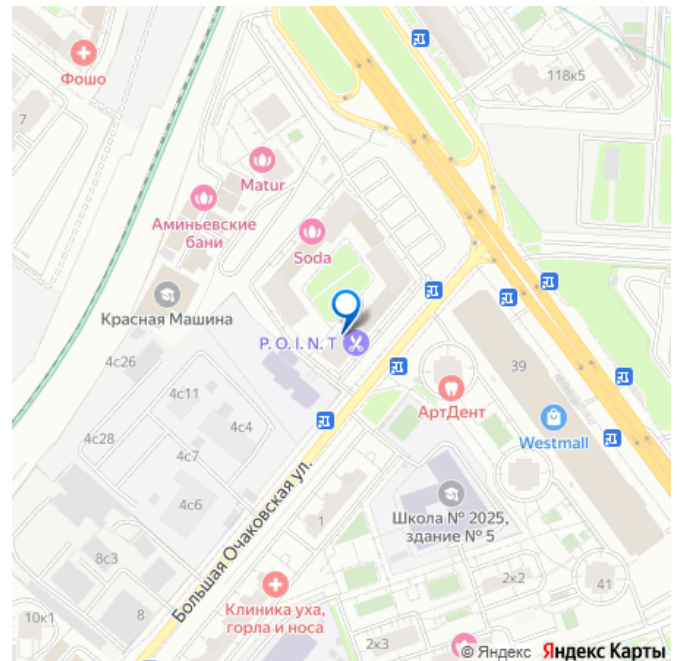 Фошо
7
118к5
Matur
Аминьевские
бани
Soda
Красная Машина
P.O.I.N.T
4с26
4с11
4с4
4с28
4с7
4с6
39
АртДент
Westmall
Большая Очаковская ул.
Школа № 2025,
здание № 5
1
8с3
10к1
8
Клиника уха,
горла и носа
2к2
41
2к3
© Яндекс Яндекс Карты